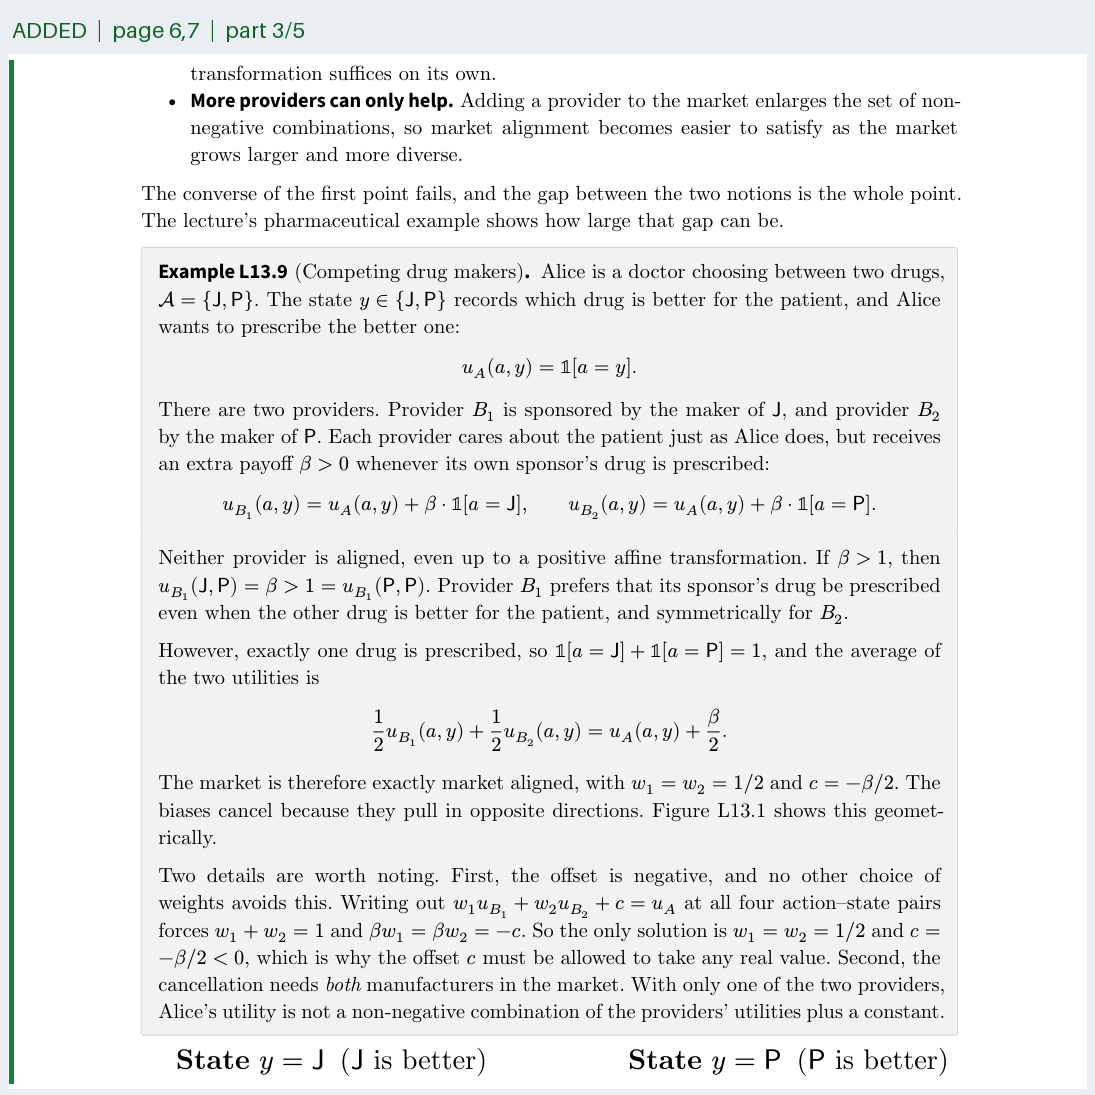 ADDED | page 6,7 | part 3/5
transformation suffices on its own.
• More providers can only help. Adding a provider to the market enlarges the set of non-
negative combinations, so market alignment becomes easier to satisfy as the market
grows larger and more diverse.
The converse of the first point fails, and the gap between the two notions is the whole point.
The lecture's pharmaceutical example shows how large that gap can be.
Example L13.9 (Competing drug makers). Alice is a doctor choosing between two drugs,
𝒜 = {J, P}. The state y ∈ {J, P} records which drug is better for the patient, and Alice
wants to prescribe the better one:
u_A(a, y) = 𝟙[a = y].
There are two providers. Provider B₁ is sponsored by the maker of J, and provider B₂
by the maker of P. Each provider cares about the patient just as Alice does, but receives
an extra payoff β > 0 whenever its own sponsor's drug is prescribed:
u_{B₁}(a, y) = u_A(a, y) + β · 𝟙[a = J],  u_{B₂}(a, y) = u_A(a, y) + β · 𝟙[a = P].
Neither provider is aligned, even up to a positive affine transformation. If β > 1, then
u_{B₁}(J, P) = β > 1 = u_{B₁}(P, P). Provider B₁ prefers that its sponsor's drug be prescribed
even when the other drug is better for the patient, and symmetrically for B₂.
However, exactly one drug is prescribed, so 𝟙[a = J] + 𝟙[a = P] = 1, and the average of
the two utilities is
1/2 u_{B₁}(a, y) + 1/2 u_{B₂}(a, y) = u_A(a, y) + β/2.
The market is therefore exactly market aligned, with w₁ = w₂ = 1/2 and c = −β/2. The
biases cancel because they pull in opposite directions. Figure L13.1 shows this geomet-
rically.
Two details are worth noting. First, the offset is negative, and no other choice of
weights avoids this. Writing out w₁u_{B₁} + w₂u_{B₂} + c = u_A at all four action–state pairs
forces w₁ + w₂ = 1 and βw₁ = βw₂ = −c. So the only solution is w₁ = w₂ = 1/2 and c =
−β/2 < 0, which is why the offset c must be allowed to take any real value. Second, the
cancellation needs both manufacturers in the market. With only one of the two providers,
Alice's utility is not a non-negative combination of the providers' utilities plus a constant.
State y = J (J is better)  State y = P (P is better)